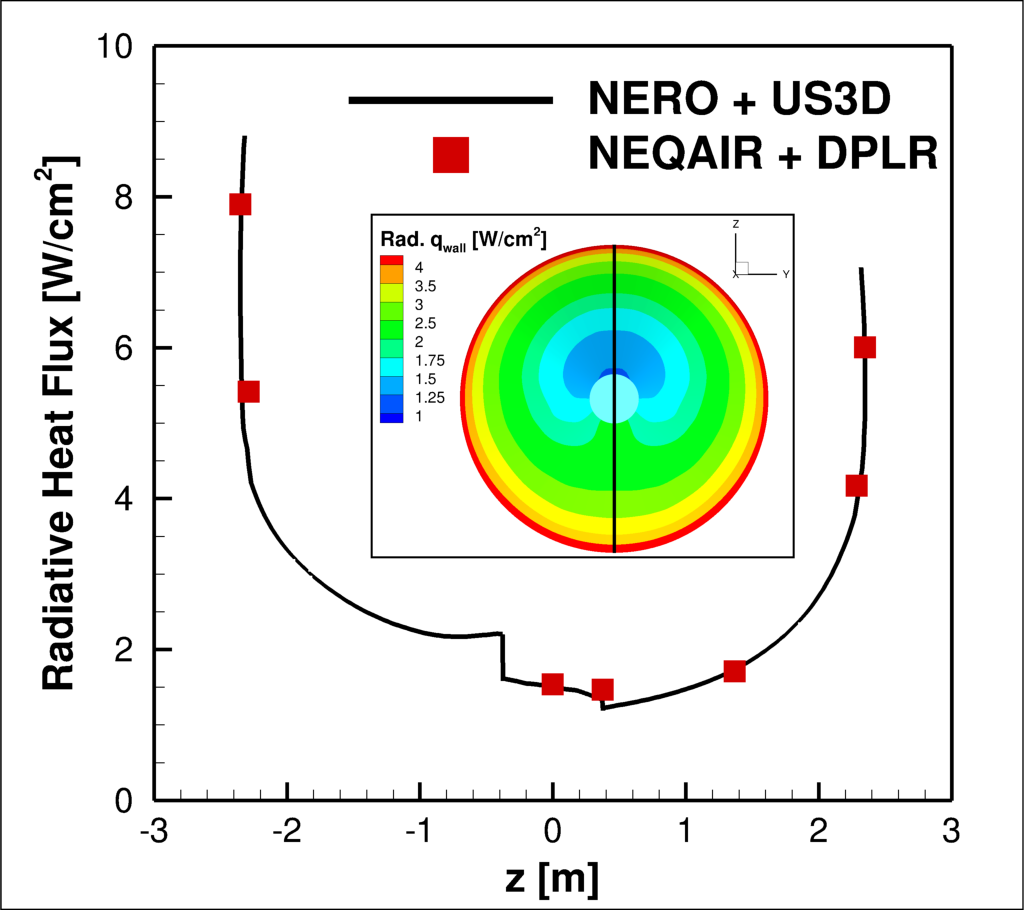 10
8
6
4
2
0
Radiative Heat Flux [W/cm²]
NERO + US3D
NEQAIR + DPLR
Rad. q_wall [W/cm²]
4
3.5
3
2.5
2
1.75
1.5
1.25
1
Z
X
Y
-3 -2 -1 0 1 2 3
z [m]